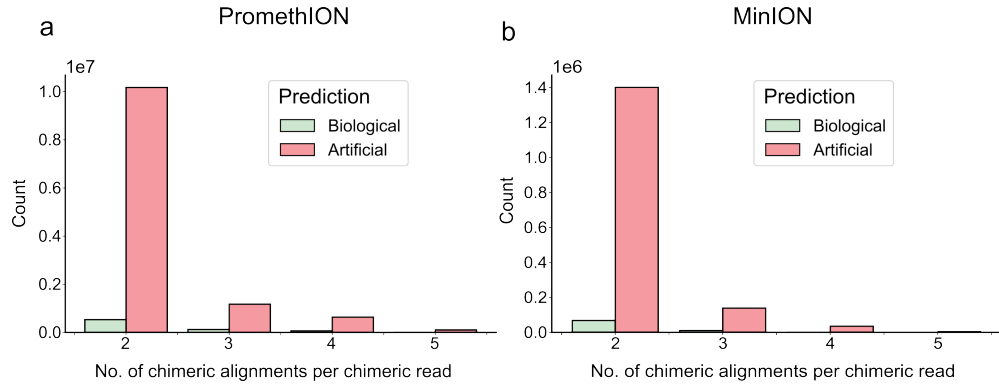 PromethION
MinION
a
b
1e7
1.0
0.8
0.6
0.4
0.2
0.0
Count
Prediction
Biological
Artificial
2
3
4
5
No. of chimeric alignments per chimeric read
1e6
1.4
1.2
1.0
0.8
1.6
0.4
0.2
0.0
Count
Prediction
Biological
Artificial
2
3
4
5
No. of chimeric alignments per chimeric read